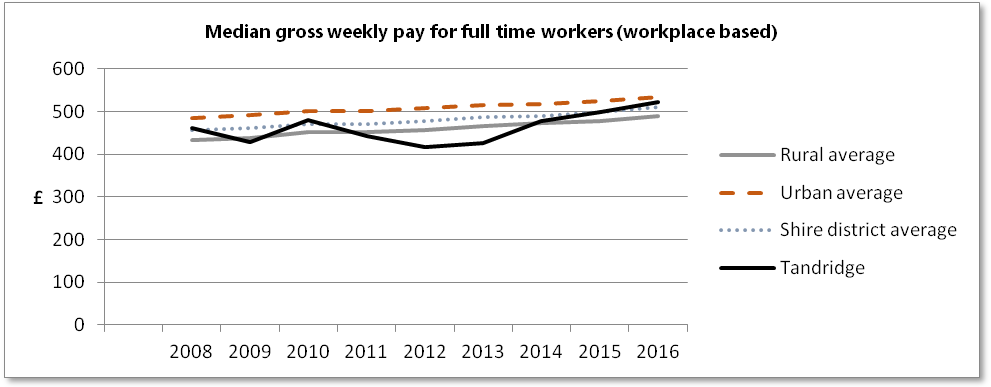 Median gross weekly pay for full time workers (workplace based)
600
500
400
300
200
100
0
£
2008 2009 2010 2011 2012 2013 2014 2015 2016
Rural average
Urban average
Shire district average
Tandridge